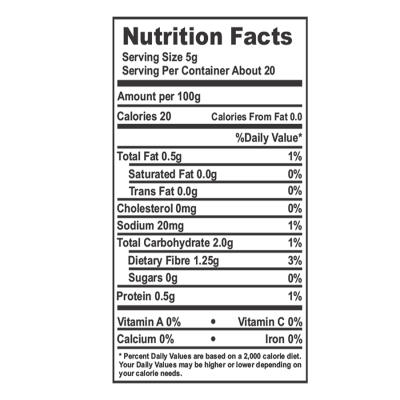 Nutrition Facts
Serving Size 5g
Serving Per Container About 20
Amount per 100g
Calories 20 Calories From Fat 0.0
%Daily Value*
Total Fat 0.5g 1%
Saturated Fat 0.0g 0%
Trans Fat 0.0g 0%
Cholesterol 0mg 0%
Sodium 20mg 1%
Total Carbohydrate 2.0g 1%
Dietary Fibre 1.25g 3%
Sugars 0g 0%
Protein 0.5g 1%
Vitamin A 0% • Vitamin C 0%
Calcium 0% • Iron 0%
* Percent Daily Values are based on a 2,000 calorie diet.
Your Daily Values may be higher or lower depending on
your calorie needs.